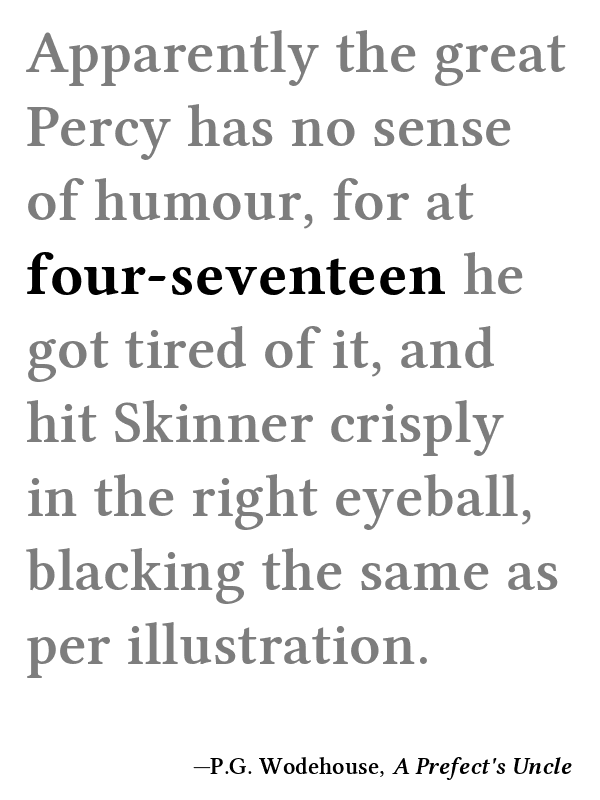 Apparently the great
Percy has no sense
of humour, for at
four-seventeen he
got tired of it, and
hit Skinner crisply
in the right eyeball,
blacking the same as
per illustration.
—P.G. Wodehouse, A Prefect's Uncle